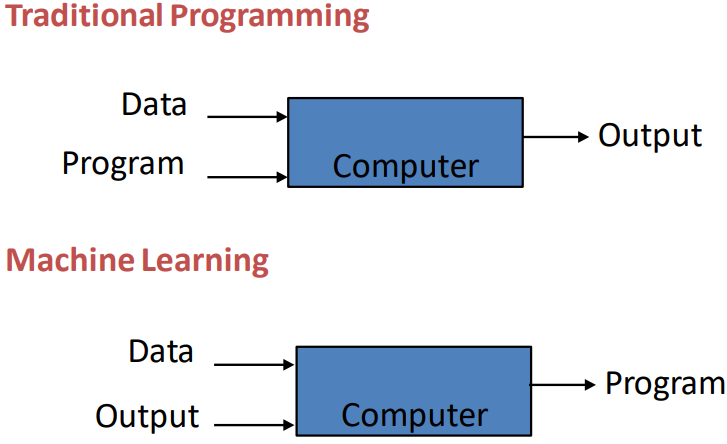 Traditional Programming
Data
Program
Computer
Output
Machine Learning
Data
Output
Computer
Program